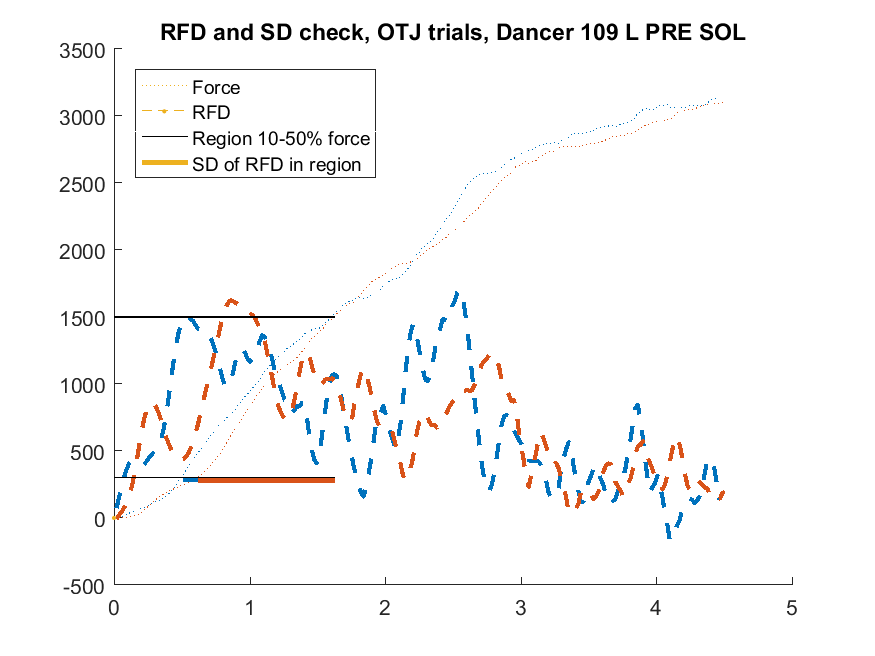 RFD and SD check, OTJ trials, Dancer 109 L PRE SOL
3500
3000
2500
2000
1500
1000
500
0
-500
Force
RFD
Region 10-50% force
SD of RFD in region
0 1 2 3 4 5